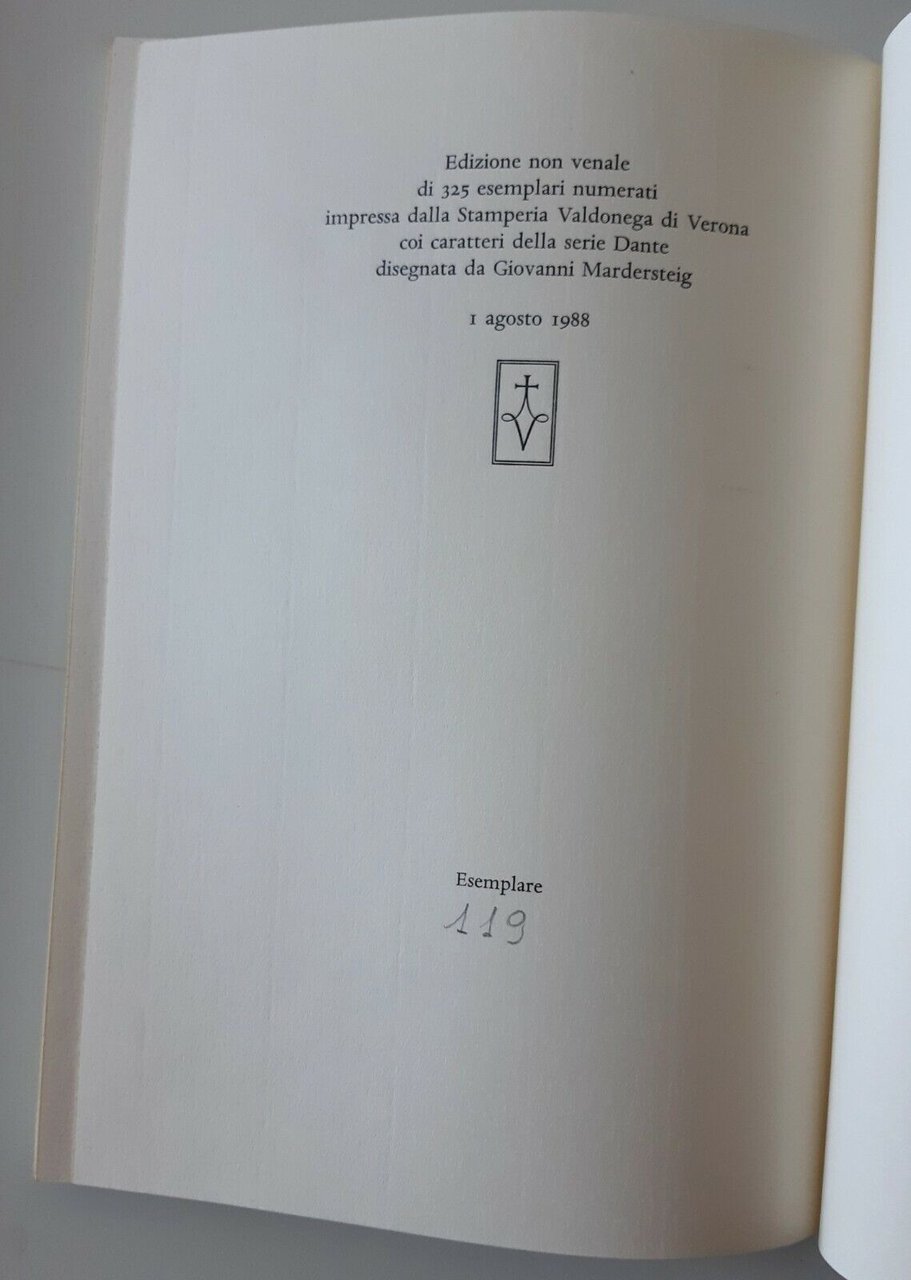 Edizione non venale
di 325 esemplari numerati
impressa dalla Stamperia Valdonega di Verona
coi caratteri della serie Dante
disegnata da Giovanni Mardersteig
1 agosto 1988
Esemplare
119